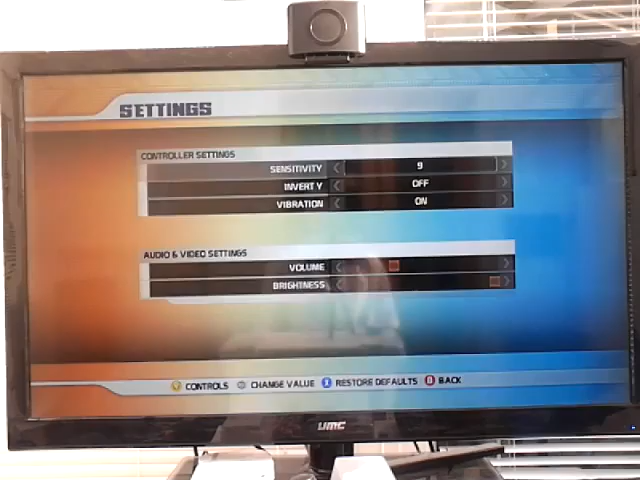 SETTINGS
CONTROLLER SETTINGS
SENSITIVITY 9
INVERT Y OFF
VIBRATION ON
AUDIO & VIDEO SETTINGS
VOLUME
BRIGHTNESS
Y CONTROLS CHANGE VALUE X RESTORE DEFAULTS B BACK
UMC